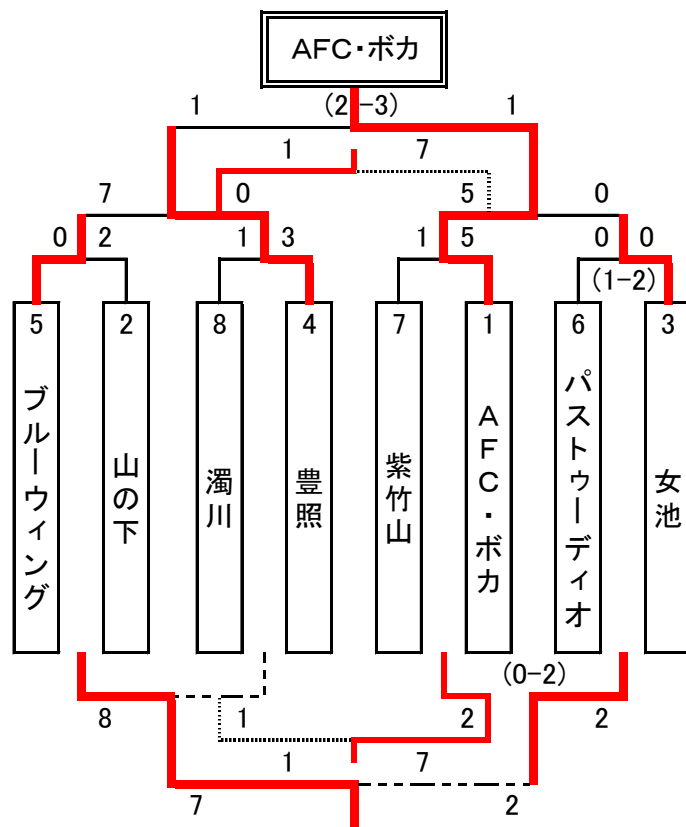 AFC・ボカ
1 (2-3) 1
1 7
7 0 5 0
0 2 1 3 1 5 0 0
(1-2)
5 2 8 4 7 1 6 3
ブルーウィング
山の下
濁川
豊照
紫竹山
AFC・ボカ
パストゥーディオ
女池
(0-2)
8 1 2 2
1 7
7 2